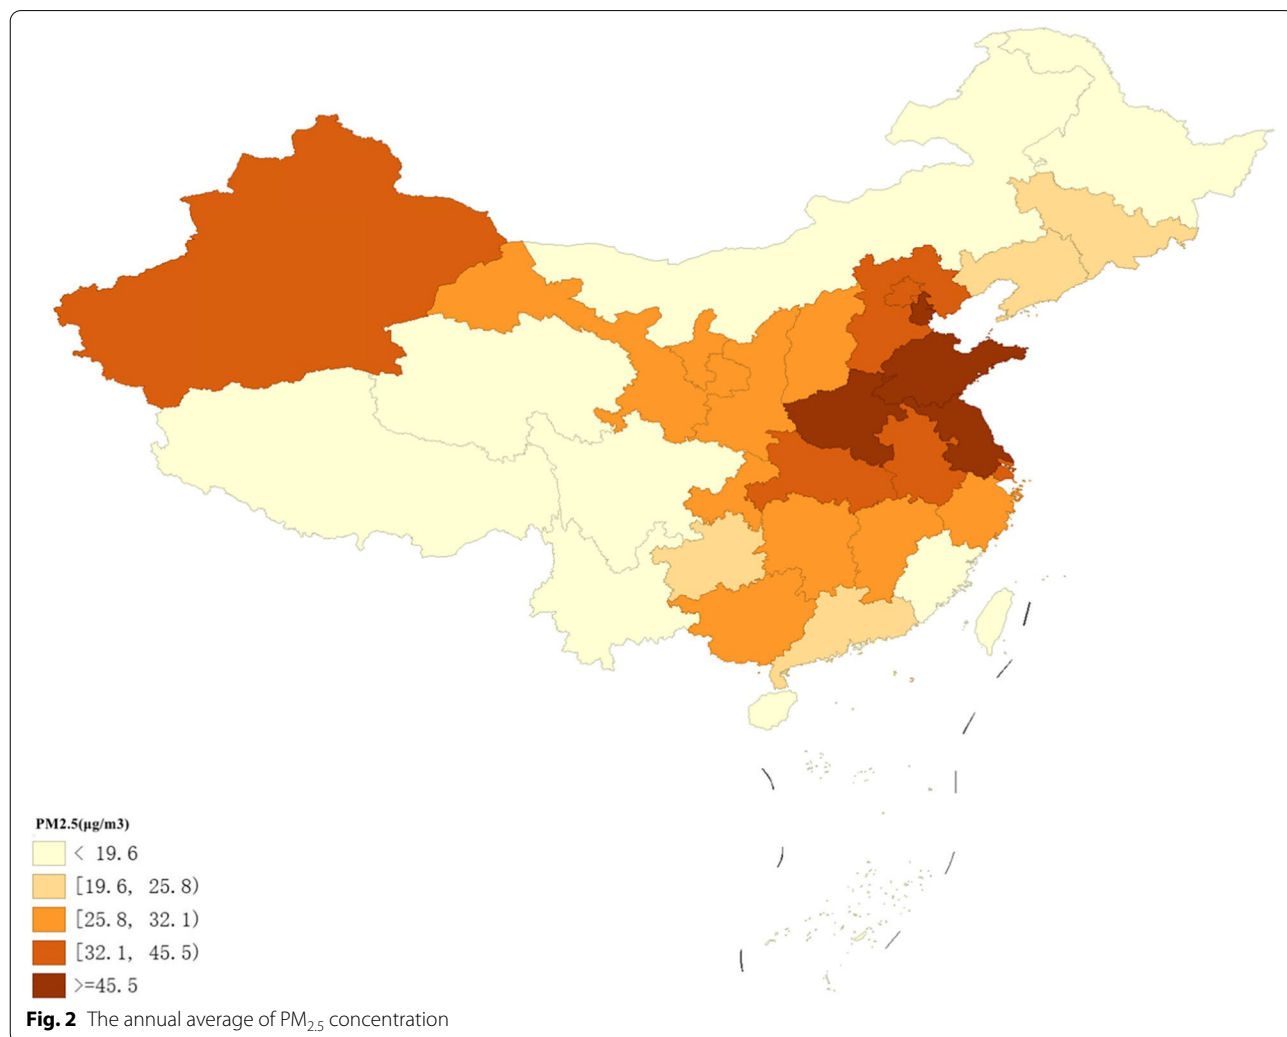 PM2.5(μg/m3)
< 19.6
[19.6, 25.8)
[25.8, 32.1)
[32.1, 45.5)
>=45.5
Fig. 2 The annual average of PM2.5 concentration